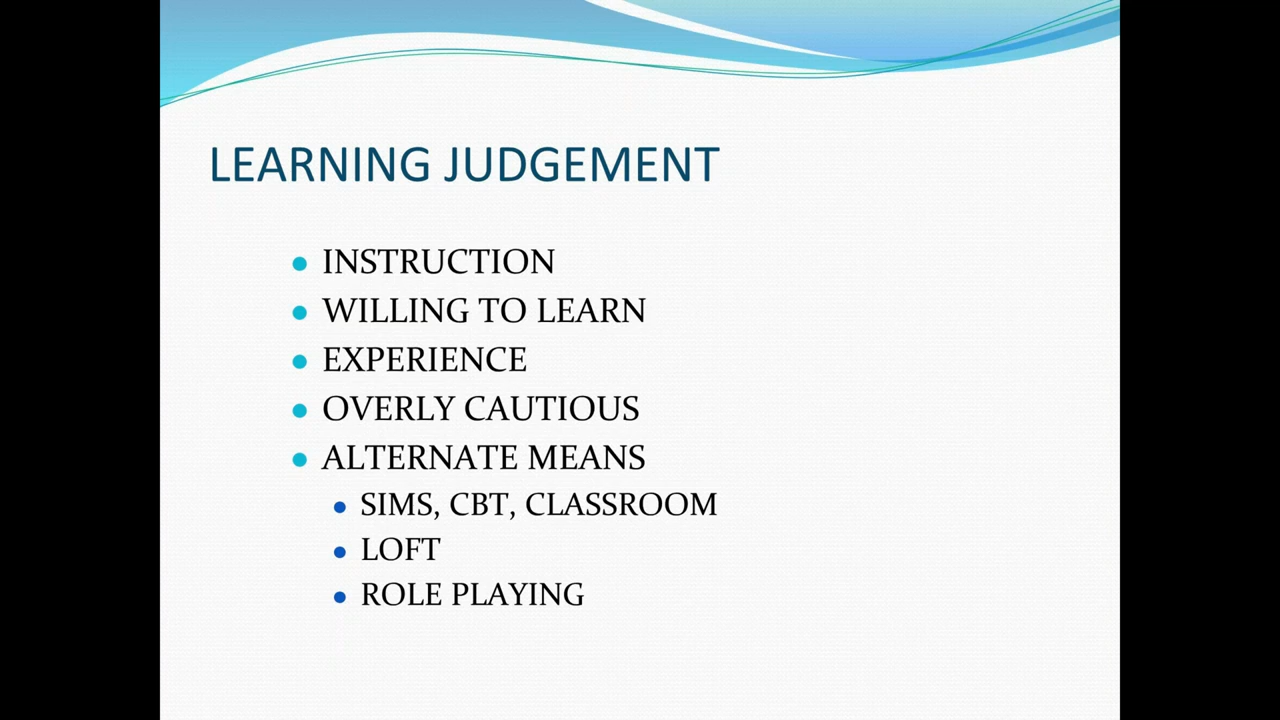 LEARNING JUDGEMENT
INSTRUCTION
WILLING TO LEARN
EXPERIENCE
OVERLY CAUTIOUS
ALTERNATE MEANS
SIMS, CBT, CLASSROOM
LOFT
ROLE PLAYING